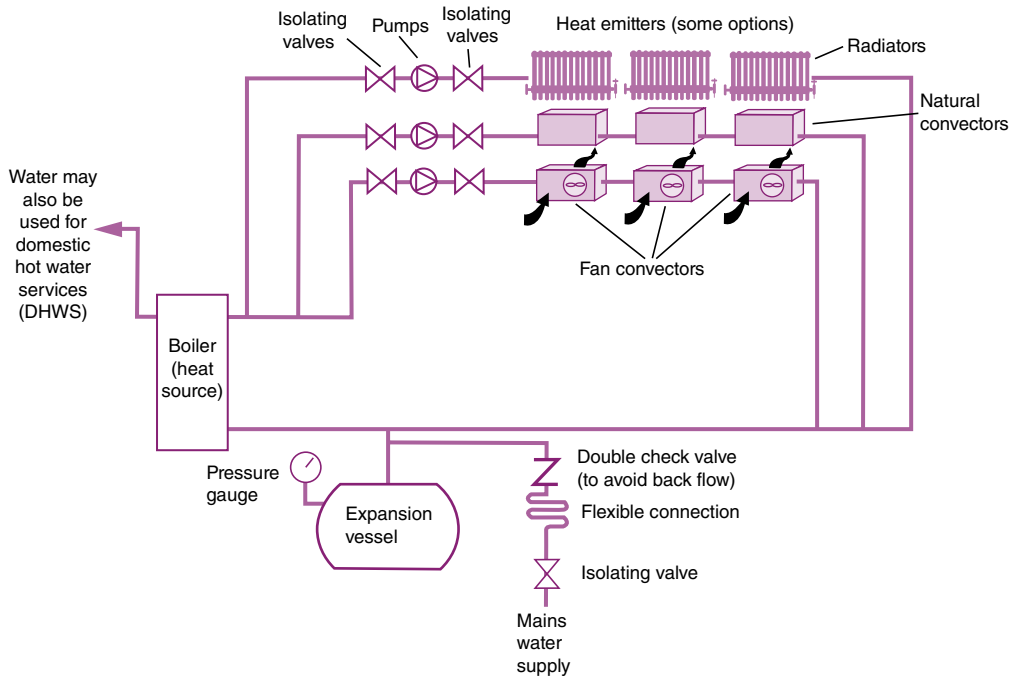 Isolating
valves
Pumps
Isolating
valves
Heat emitters (some options)
Radiators
Natural
convectors
Water may
also be
used for
domestic
hot water
services
(DHWS)
Fan convectors
Boiler
(heat
source)
Pressure
gauge
Expansion
vessel
Double check valve
(to avoid back flow)
Flexible connection
Isolating valve
Mains
water
supply